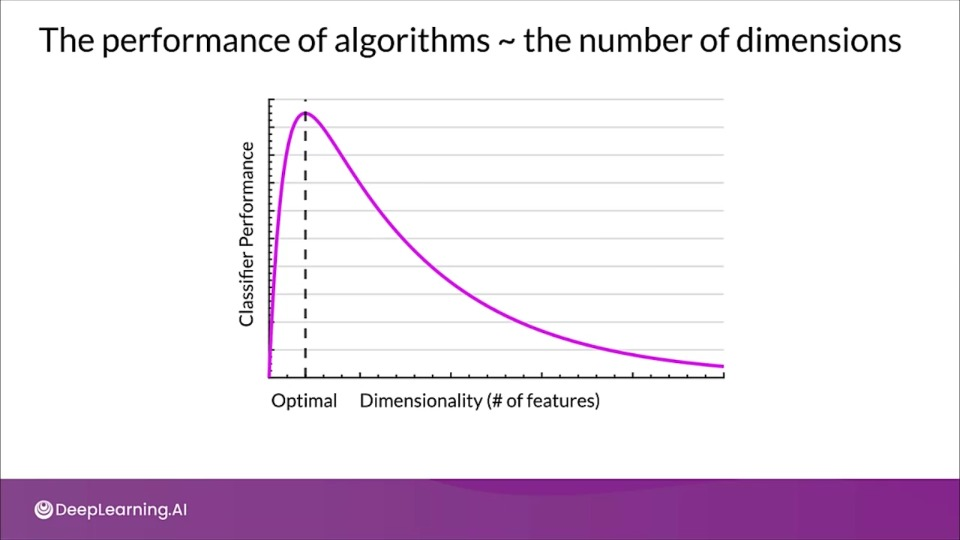 The performance of algorithms ~ the number of dimensions
Classifier Performance
Optimal
Dimensionality (# of features)
DeepLearning.AI